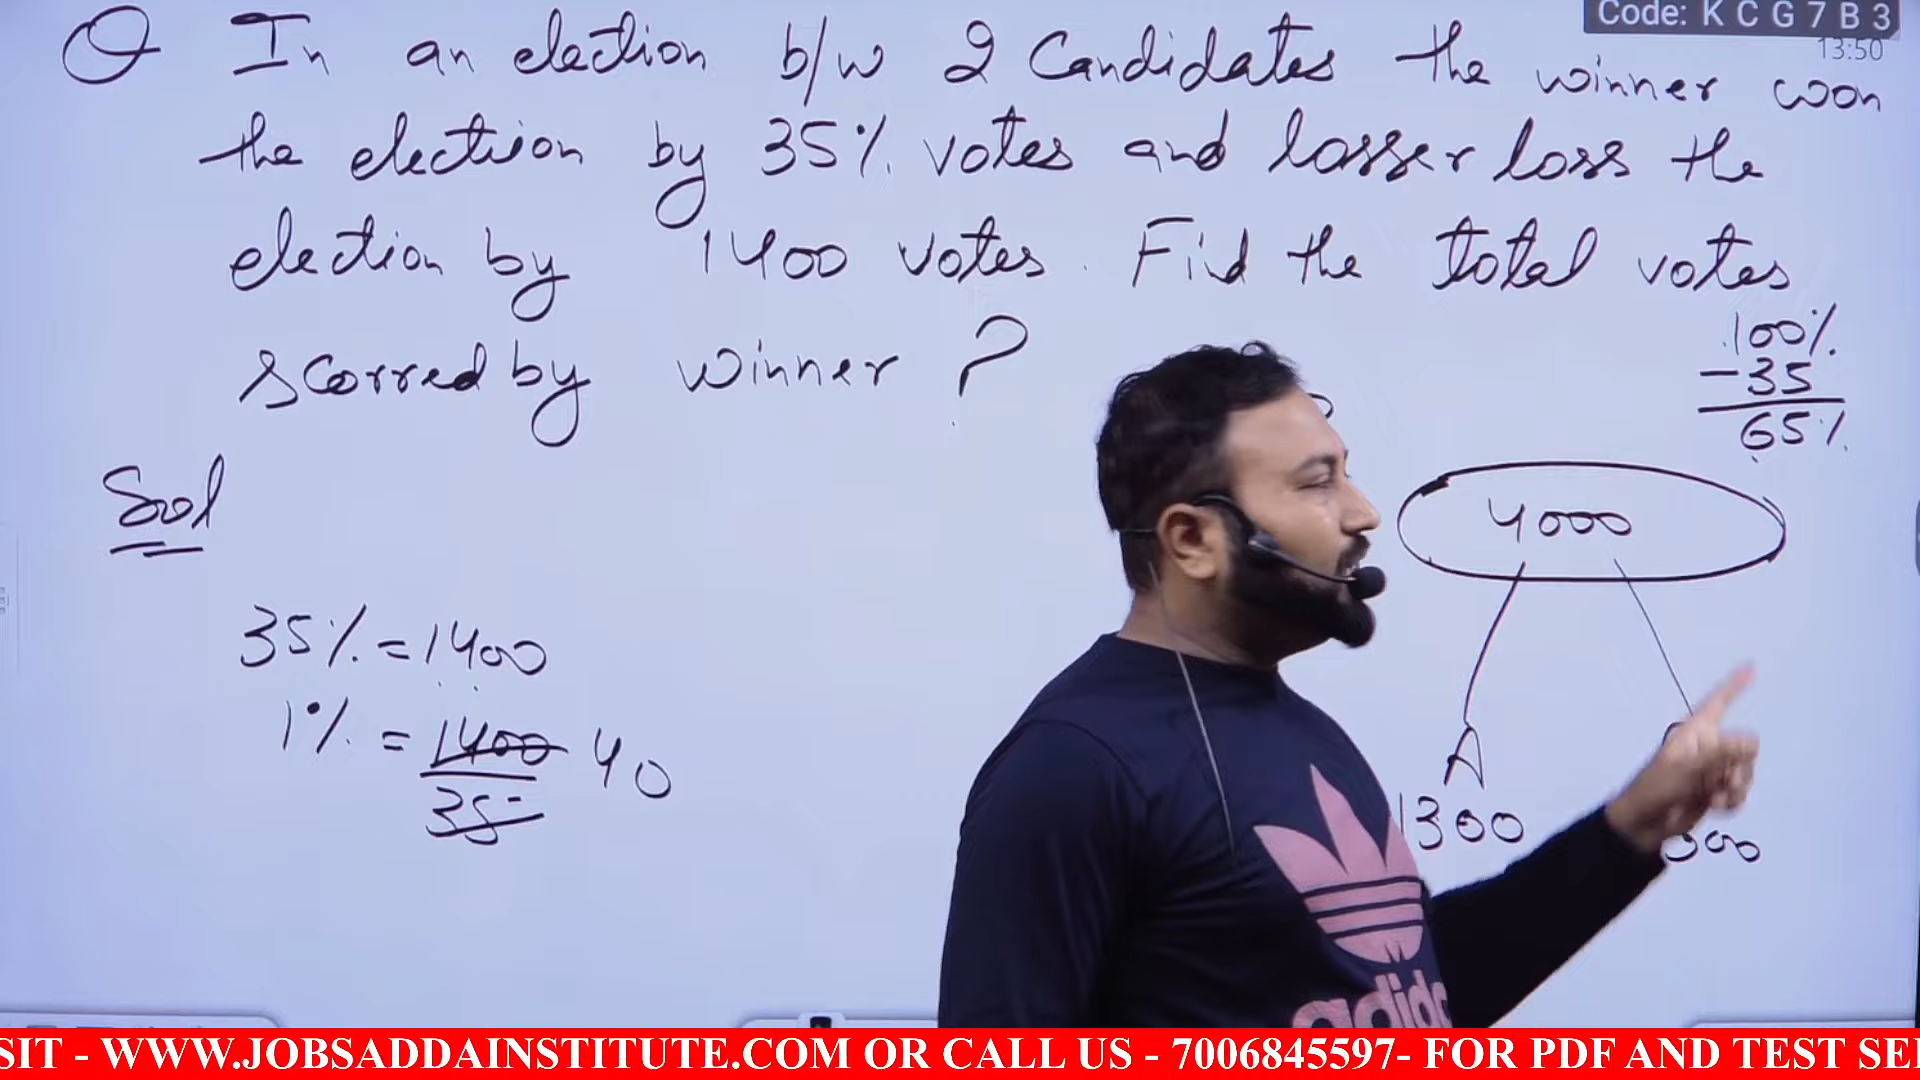 Code: K C G 7 B 3
13:50
Q In an election b/w 2 Candidates the winner woon
the election by 35% votes and losser loss the
election by 1400 votes. Find the total votes
scorred by winner ?
100%
-35
65%
Sol
4000
35% = 1400
1% = 1400 40
35
A
1300
adidas
SIT - WWW.JOBSADDAINSTITUTE.COM OR CALL US - 7006845597- FOR PDF AND TEST SE